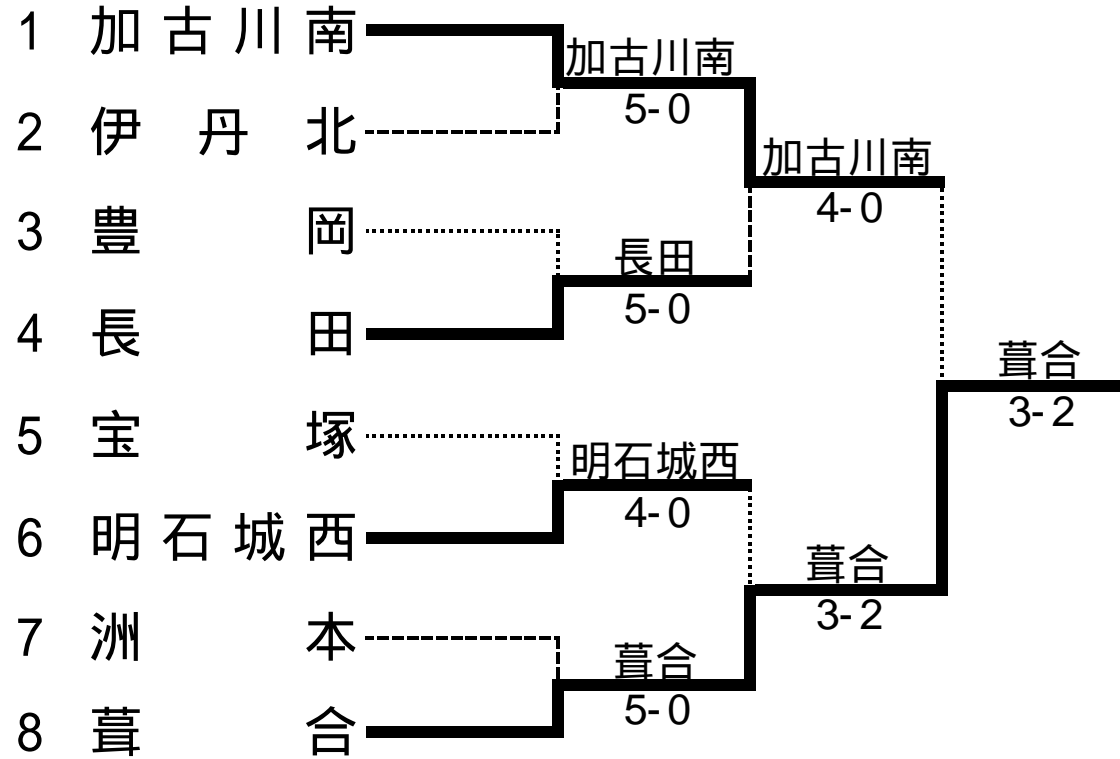 1 加古川南
加古川南
5-0
2 伊丹北
加古川南
4-0
3 豊岡
長田
5-0
4 長田
葺合
3-2
5 宝塚
明石城西
4-0
6 明石城西
葺合
3-2
7 洲本
葺合
5-0
8 葺合